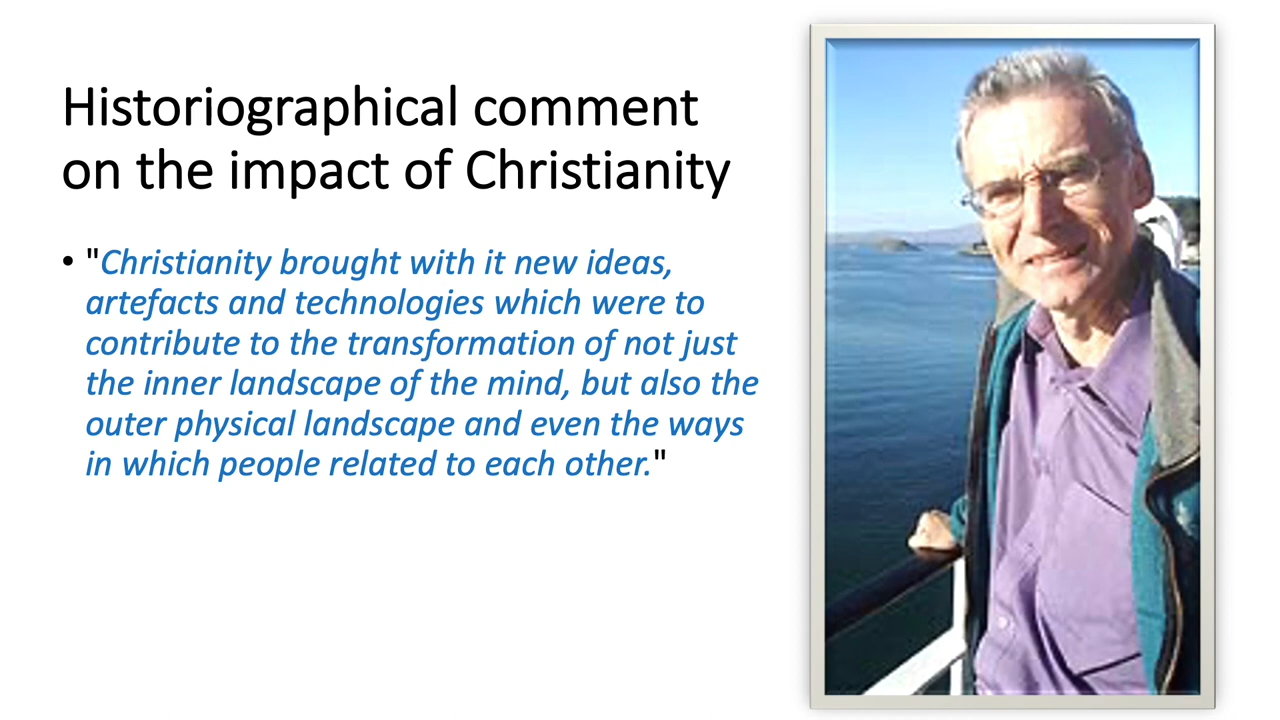 Historiographical comment
on the impact of Christianity
• "Christianity brought with it new ideas,
artefacts and technologies which were to
contribute to the transformation of not just
the inner landscape of the mind, but also the
outer physical landscape and even the ways
in which people related to each other."